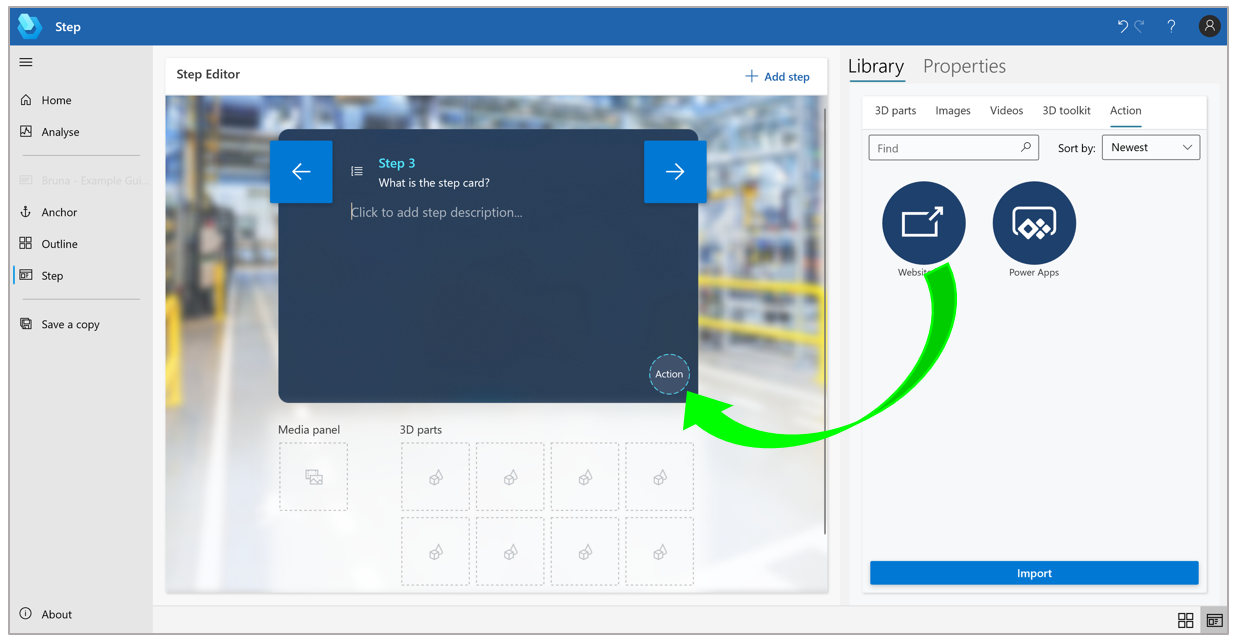 Step
Home
Analyse
Bruna - Example Gui...
Anchor
Outline
Step
Save a copy
About
Step Editor
Add step
Step 3
What is the step card?
Click to add step description...
Action
Media panel
3D parts
Library Properties
3D parts Images Videos 3D toolkit Action
Find Sort by: Newest
Power Apps
Import